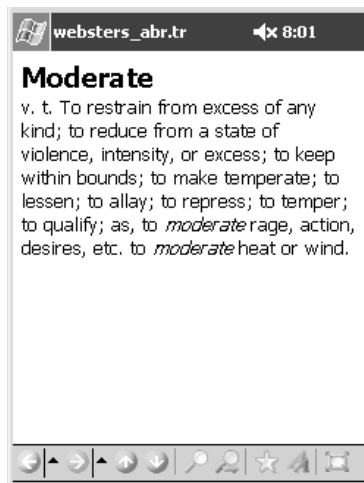 websters_abr.tr 8:01
Moderate
v. t. To restrain from excess of any
kind; to reduce from a state of
violence, intensity, or excess; to keep
within bounds; to make temperate; to
lessen; to allay; to repress; to temper;
to qualify; as, to moderate rage, action,
desires, etc. to moderate heat or wind.